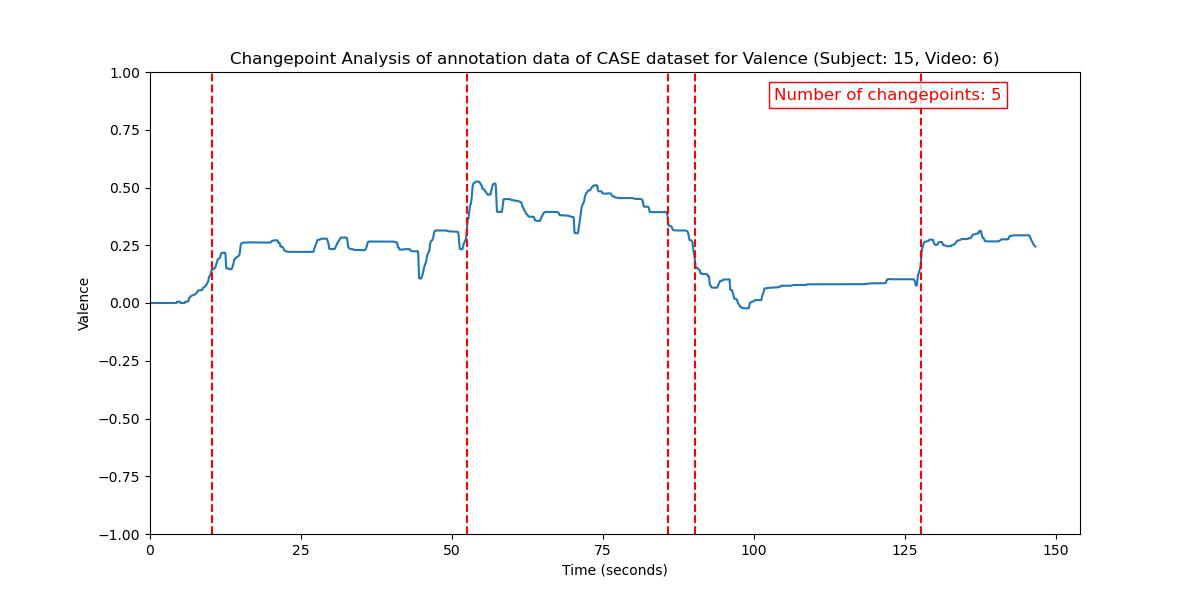 Changepoint Analysis of annotation data of CASE dataset for Valence (Subject: 15, Video: 6)
Number of changepoints: 5
Valence
1.00
0.75
0.50
0.25
0.00
−0.25
−0.50
−0.75
−1.00
0 25 50 75 100 125 150
Time (seconds)